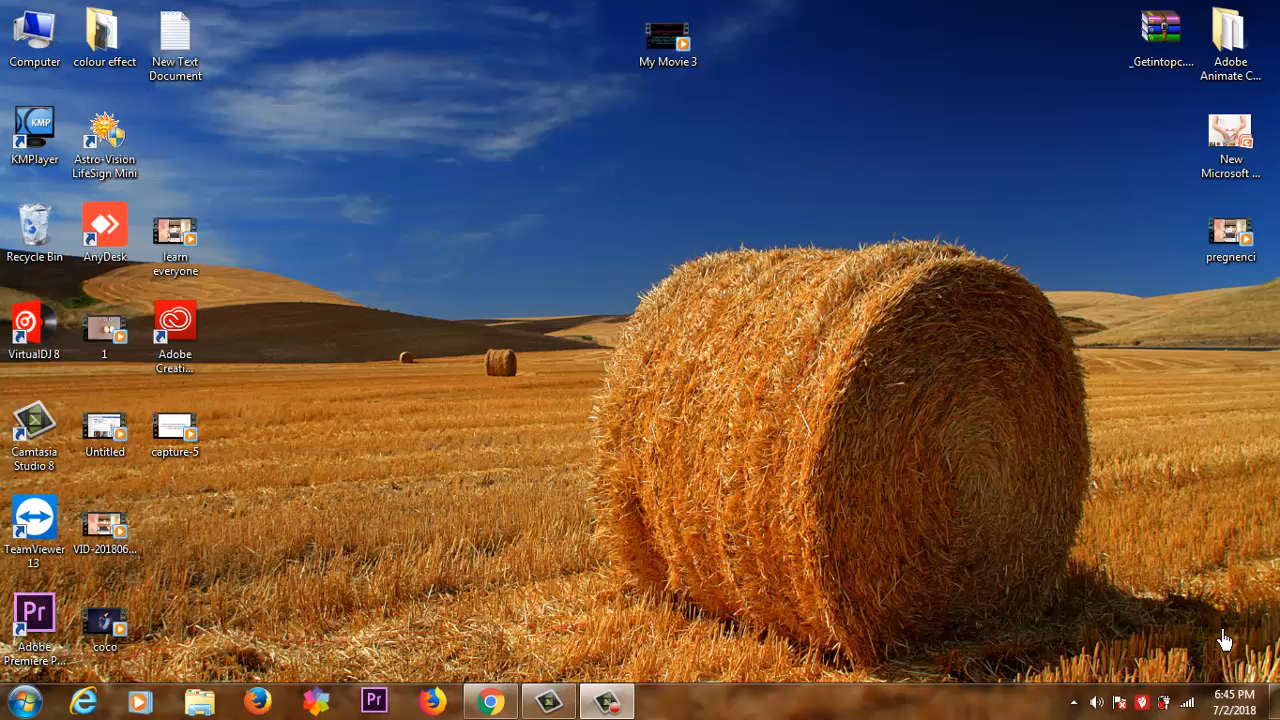 Computer
colour effect
New Text
Document
My Movie 3
_Getintopc....
Adobe
Animate C...
KMP
KMPlayer
Astro-Vision
LifeSign Mini
New
Microsoft ...
Recycle Bin
AnyDesk
learn
everyone
pregnenci
VirtualDJ 8
1
Adobe
Creati...
Camtasia
Studio 8
Untitled
capture-5
TeamViewer
13
VID-201806...
Pr
Adobe
Premiere P...
coco
Pr
6:45 PM
7/2/2018